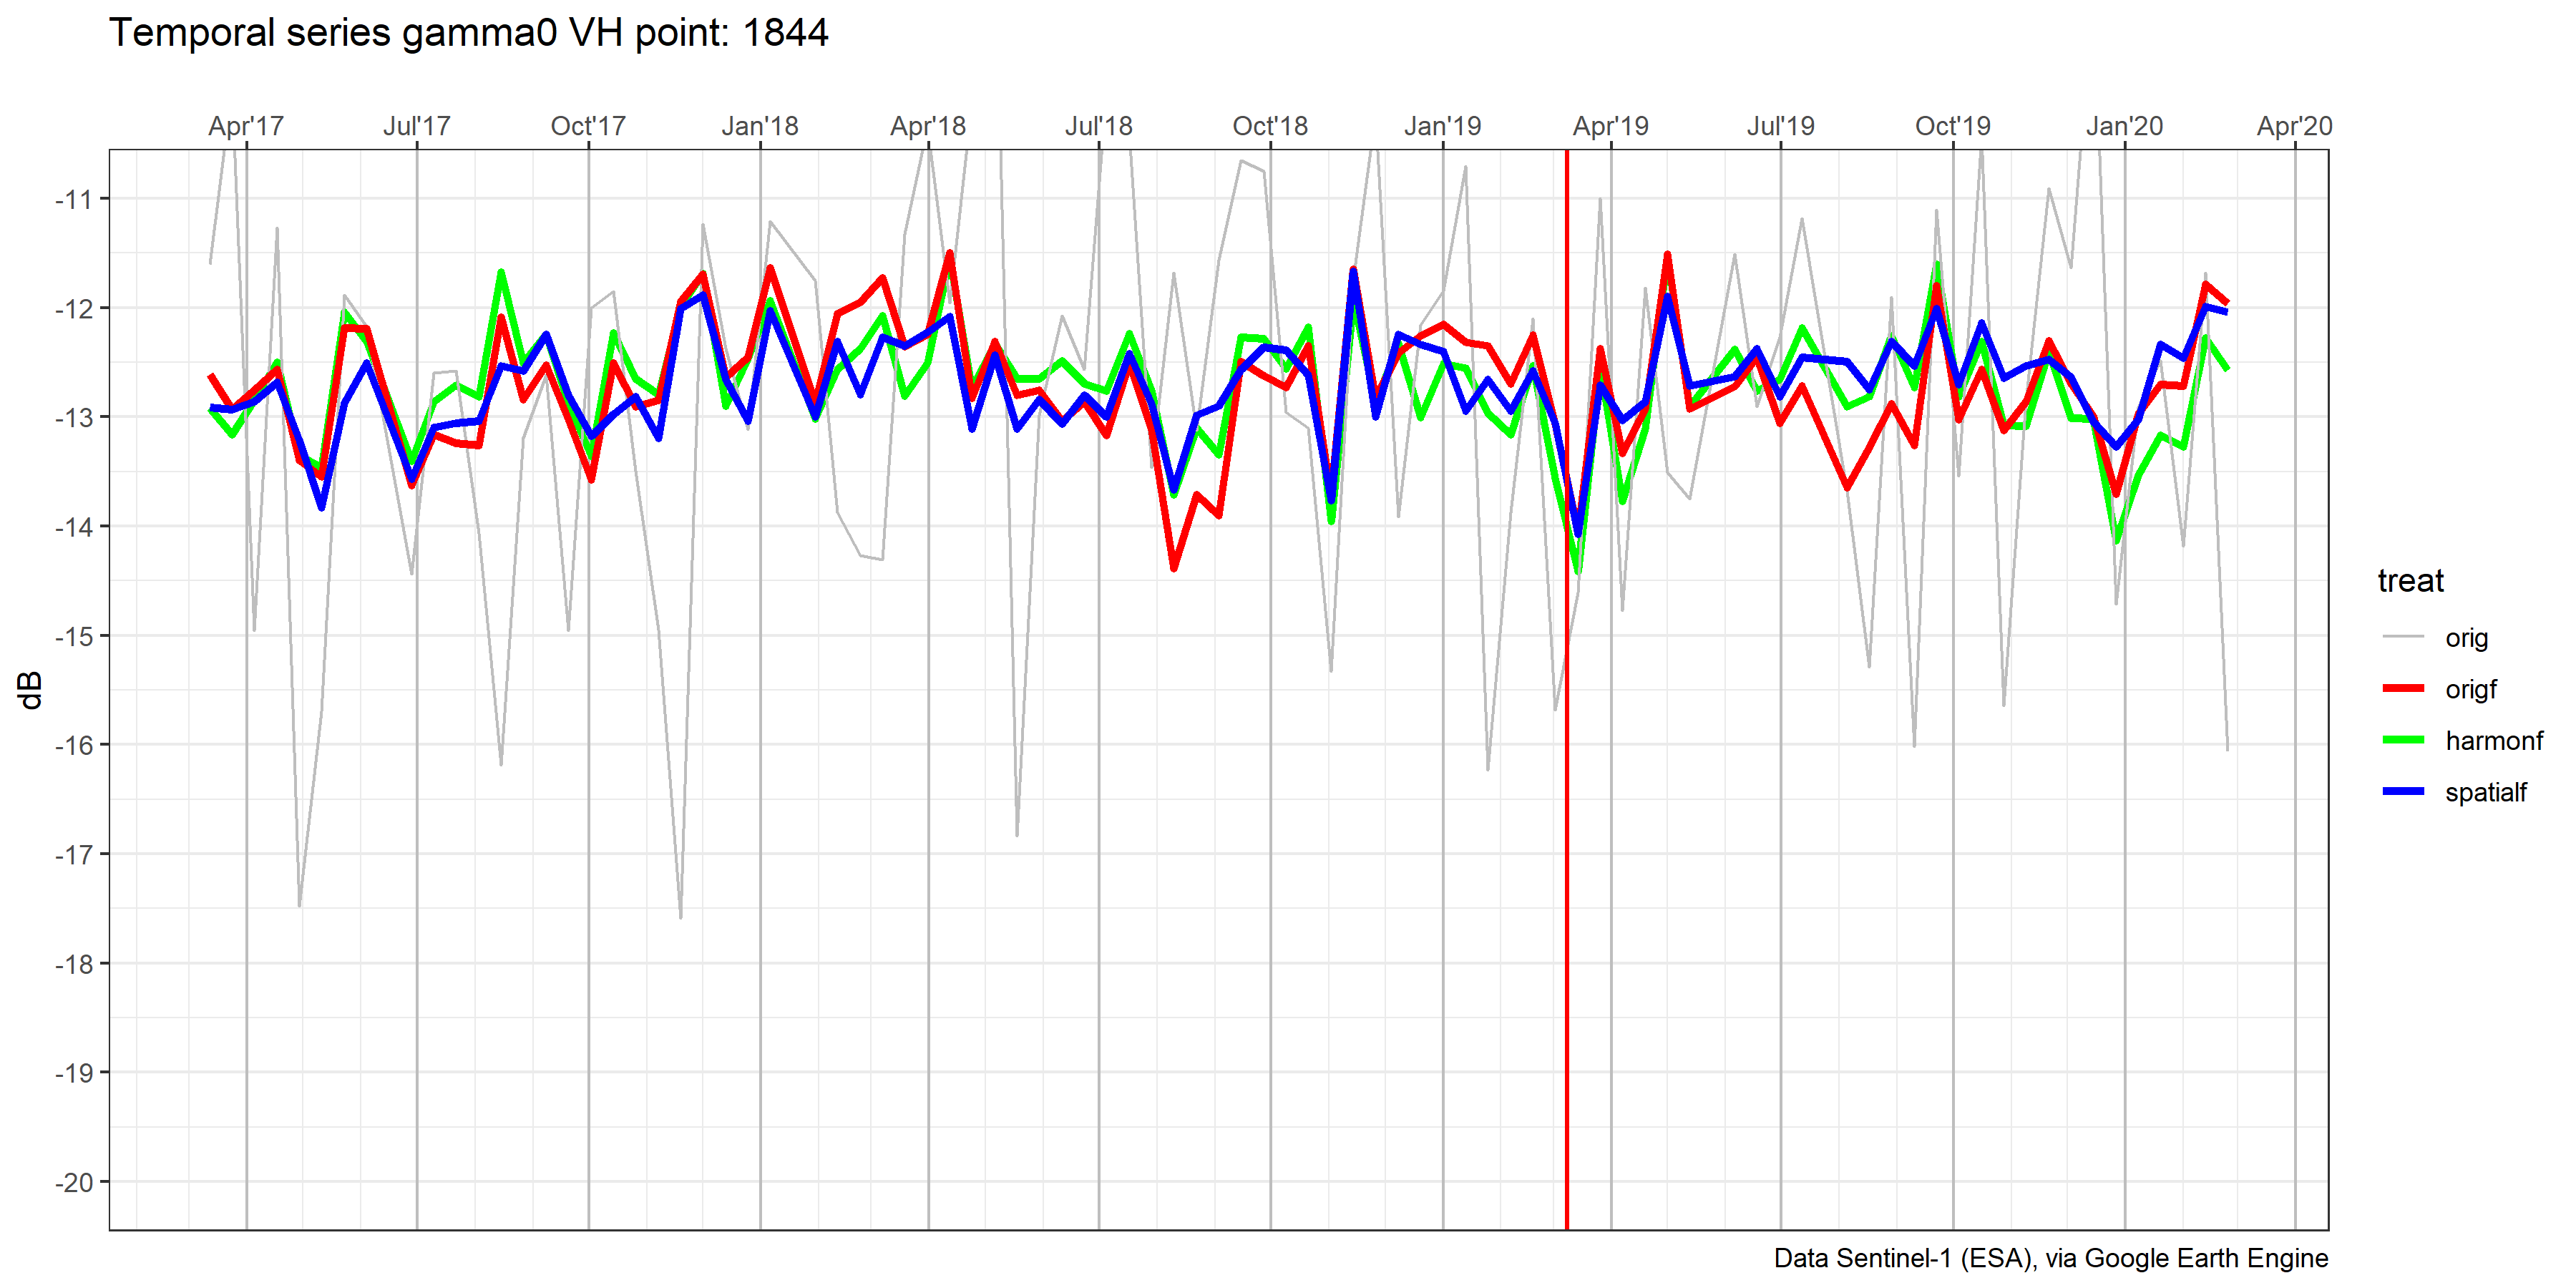 Temporal series gamma0 VH point: 1844
Apr'17 Jul'17 Oct'17 Jan'18 Apr'18 Jul'18 Oct'18 Jan'19 Apr'19 Jul'19 Oct'19 Jan'20 Apr'20
-11
-12
-13
-14
-15
-16
-17
-18
-19
-20
dB
treat
orig
origf
harmonf
spatialf
Data Sentinel-1 (ESA), via Google Earth Engine